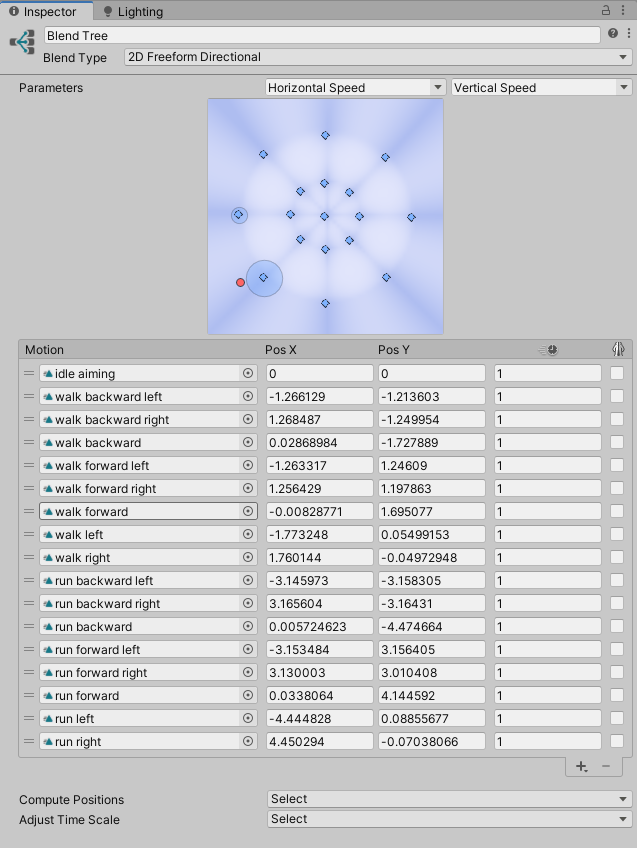 Inspector Lighting
Blend Tree
Blend Type 2D Freeform Directional
Parameters Horizontal Speed Vertical Speed
Motion Pos X Pos Y
idle aiming 0 0 1
walk backward left -1.266129 -1.213603 1
walk backward right 1.268487 -1.249954 1
walk backward 0.02868984 -1.727889 1
walk forward left -1.263317 1.24609 1
walk forward right 1.256429 1.197863 1
walk forward -0.00828771 1.695077 1
walk left -1.773248 0.05499153 1
walk right 1.760144 -0.04972948 1
run backward left -3.145973 -3.158305 1
run backward right 3.165604 -3.16431 1
run backward 0.005724623 -4.474664 1
run forward left -3.153484 3.156405 1
run forward right 3.130003 3.010408 1
run forward 0.0338064 4.144592 1
run left -4.444828 0.08855677 1
run right 4.450294 -0.07038066 1
Compute Positions Select
Adjust Time Scale Select